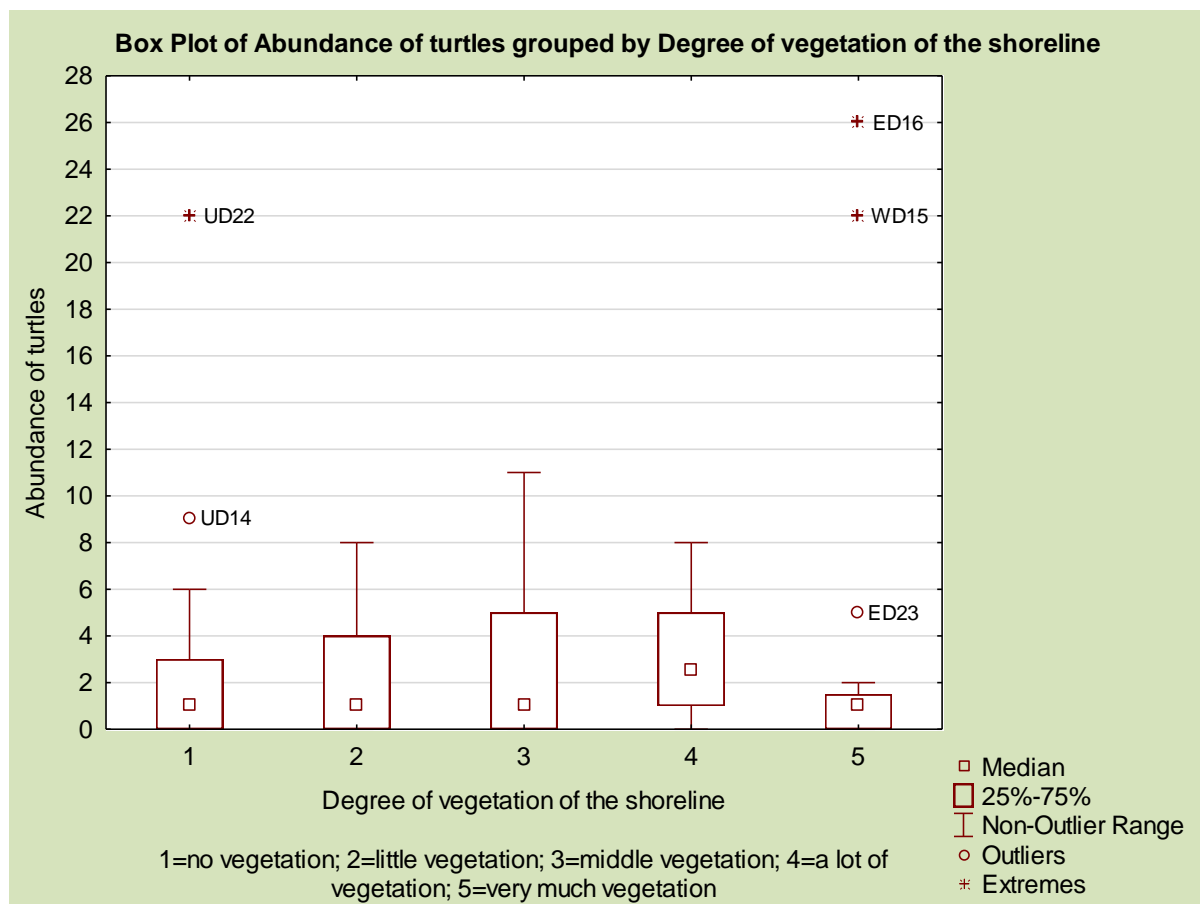 Box Plot of Abundance of turtles grouped by Degree of vegetation of the shoreline
28
26
24
22
20
18
16
14
12
10
8
6
4
2
0
Abundance of turtles
ED16
UD22
WD15
UD14
ED23
1 2 3 4 5
Degree of vegetation of the shoreline
Median
25%-75%
Non-Outlier Range
Outliers
Extremes
1=no vegetation; 2=little vegetation; 3=middle vegetation; 4=a lot of
vegetation; 5=very much vegetation